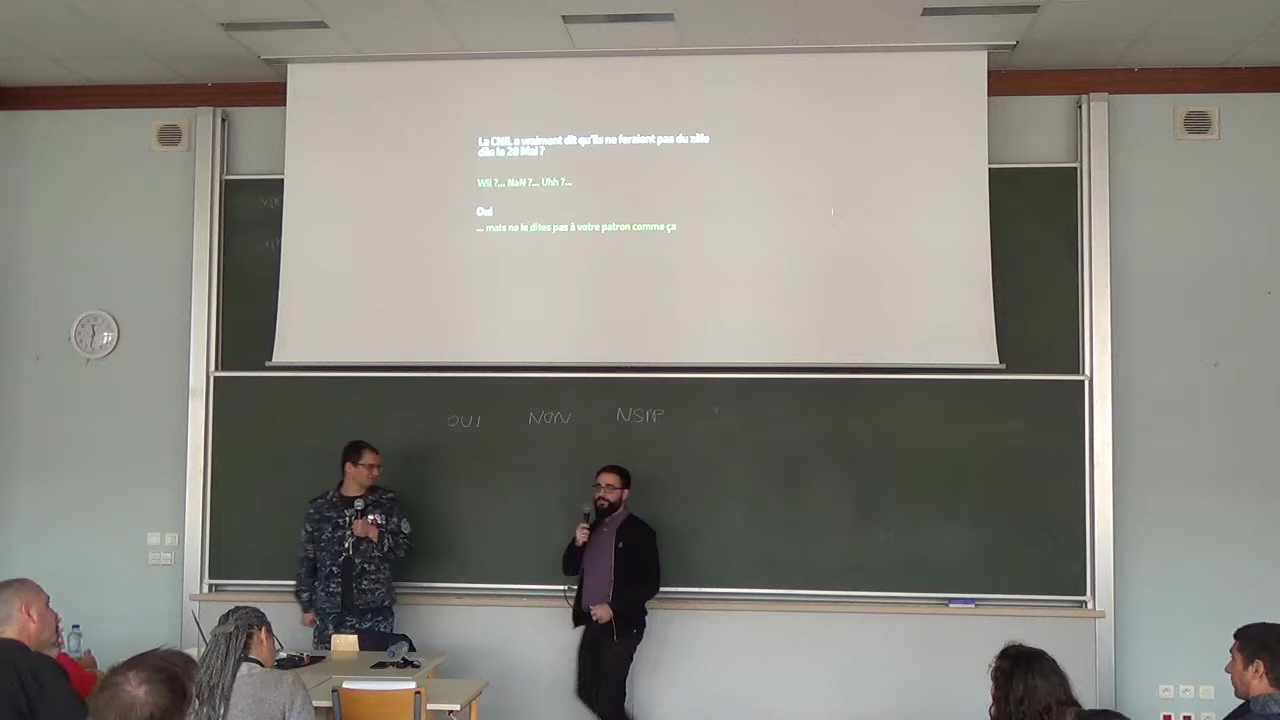 La CNIL a vraiment dit qu'ils ne feraient pas du zèle
dès le 28 Mai ?
Wii ?... NaN ?... Uhh ?...
Oui
... mais ne le dites pas à votre patron comme ça
OUI NON NSPP